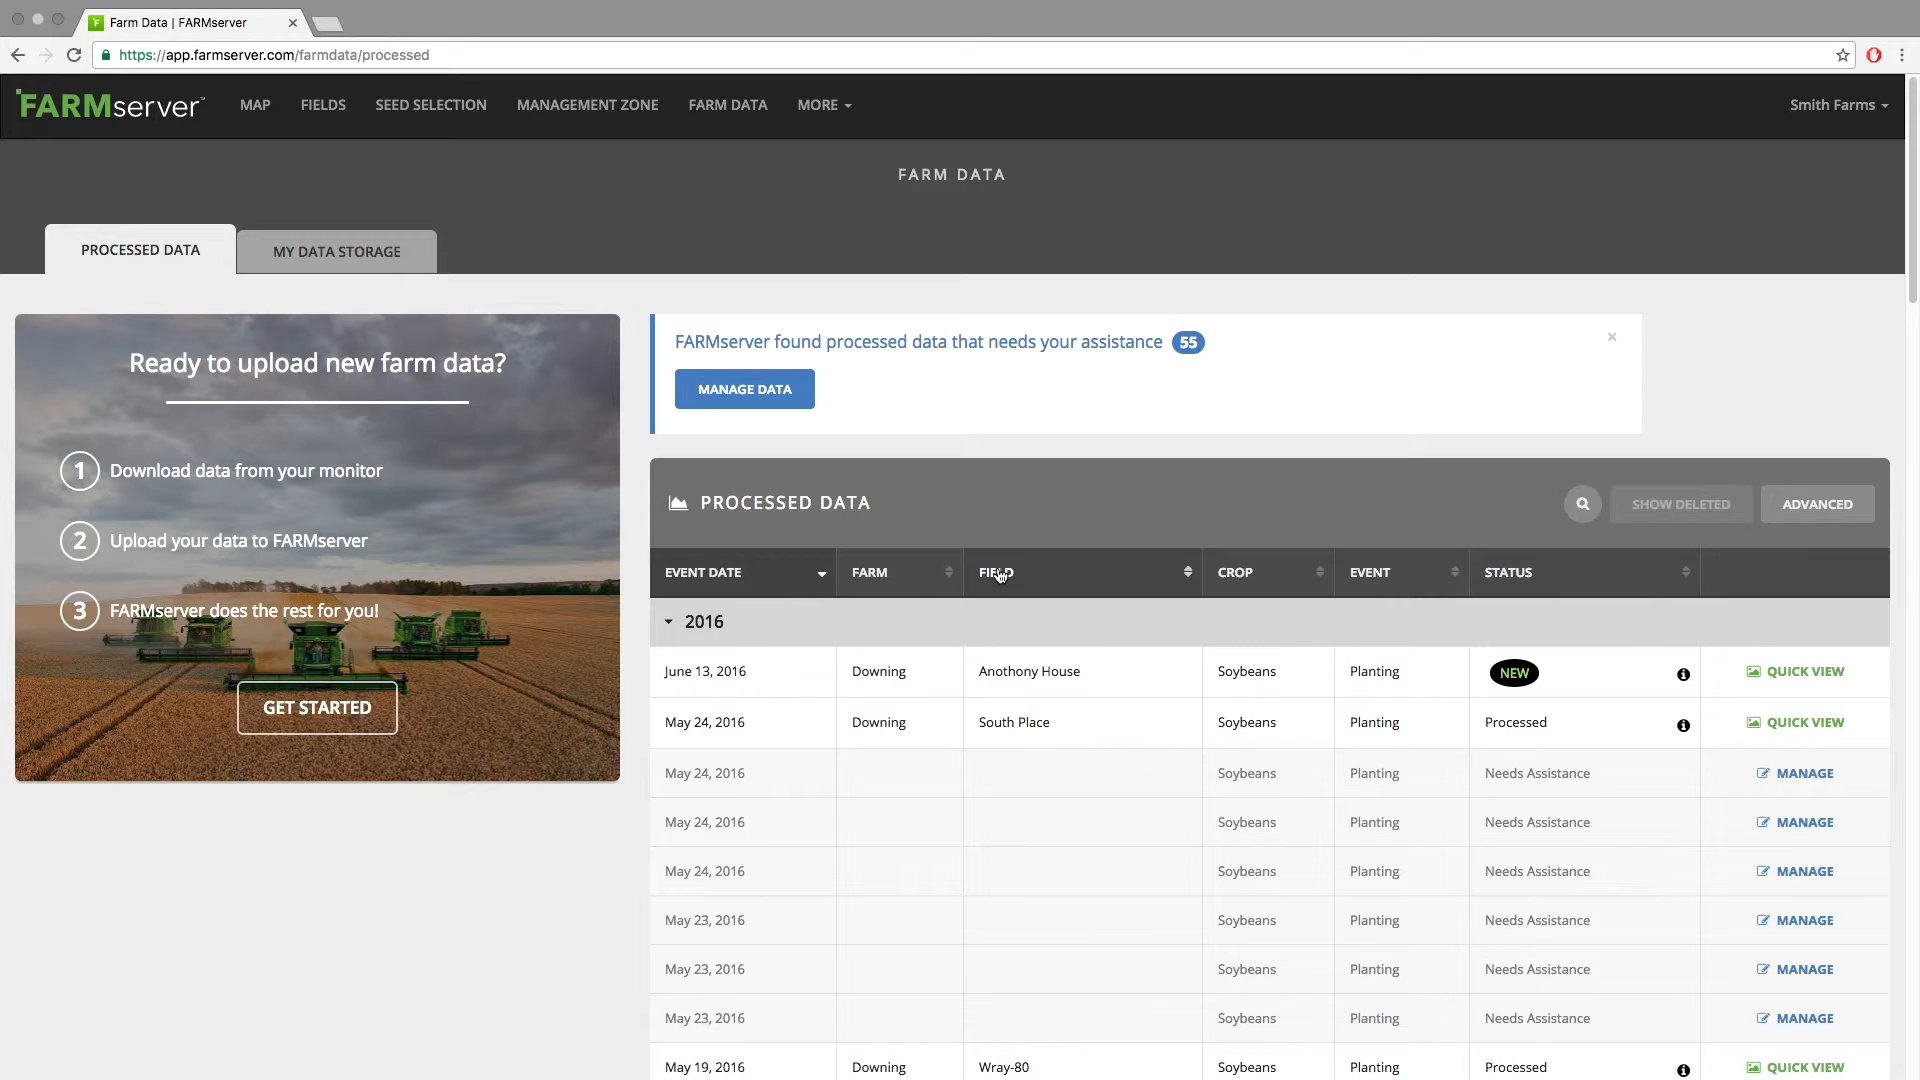 Farm Data | FARMserver
https://app.farmserver.com/farmdata/processed
FARMserver MAP FIELDS SEED SELECTION MANAGEMENT ZONE FARM DATA MORE Smith Farms
FARM DATA
PROCESSED DATA MY DATA STORAGE
Ready to upload new farm data?
1 Download data from your monitor
2 Upload your data to FARMserver
3 FARMserver does the rest for you!
GET STARTED
FARMserver found processed data that needs your assistance 55
MANAGE DATA
PROCESSED DATA SHOW DELETED ADVANCED
EVENT DATE FARM FIELD CROP EVENT STATUS
2016
June 13, 2016 Downing Anothony House Soybeans Planting NEW QUICK VIEW
May 24, 2016 Downing South Place Soybeans Planting Processed QUICK VIEW
May 24, 2016 Soybeans Planting Needs Assistance MANAGE
May 24, 2016 Soybeans Planting Needs Assistance MANAGE
May 24, 2016 Soybeans Planting Needs Assistance MANAGE
May 23, 2016 Soybeans Planting Needs Assistance MANAGE
May 23, 2016 Soybeans Planting Needs Assistance MANAGE
May 23, 2016 Soybeans Planting Needs Assistance MANAGE
May 19, 2016 Downing Wray-80 Soybeans Planting Processed QUICK VIEW